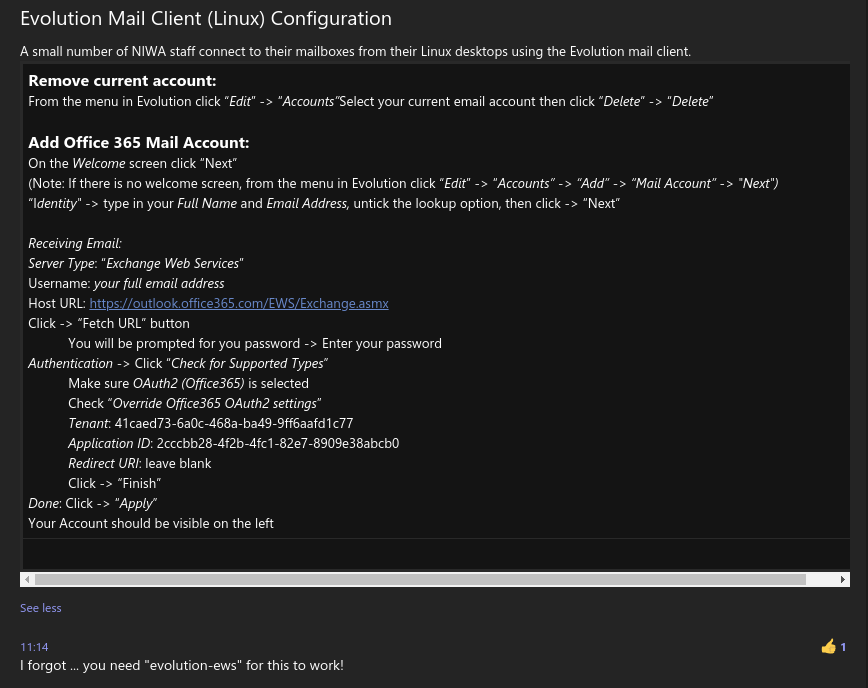 Evolution Mail Client (Linux) Configuration
A small number of NIWA staff connect to their mailboxes from their Linux desktops using the Evolution mail client.
Remove current account:
From the menu in Evolution click “Edit” -> “Accounts”Select your current email account then click “Delete” -> “Delete”
Add Office 365 Mail Account:
On the Welcome screen click “Next”
(Note: If there is no welcome screen, from the menu in Evolution click “Edit” -> “Accounts” -> “Add” -> “Mail Account” -> "Next")
“Identity" -> type in your Full Name and Email Address, untick the lookup option, then click -> “Next”
Receiving Email:
Server Type: “Exchange Web Services”
Username: your full email address
Host URL: https://outlook.office365.com/EWS/Exchange.asmx
Click -> “Fetch URL” button
You will be prompted for you password -> Enter your password
Authentication -> Click “Check for Supported Types”
Make sure OAuth2 (Office365) is selected
Check “Override Office365 OAuth2 settings”
Tenant: 41caed73-6a0c-468a-ba49-9ff6aafd1c77
Application ID: 2cccbb28-4f2b-4fc1-82e7-8909e38abcb0
Redirect URI: leave blank
Click -> “Finish”
Done: Click -> “Apply”
Your Account should be visible on the left
See less
11:14 👍 1
I forgot ... you need "evolution-ews" for this to work!